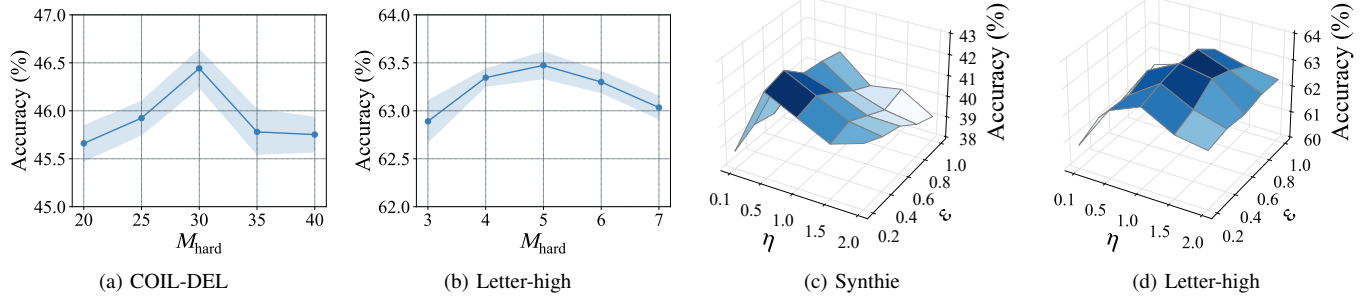 47.0
46.5
46.0
45.5
45.0
Accuracy (%)
20 25 30 35 40
M_hard
(a) COIL-DEL
64.0
63.5
63.0
62.5
62.0
Accuracy (%)
3 4 5 6 7
M_hard
(b) Letter-high
43
42
41
40
39
38
Accuracy (%)
0.1 0.5 1.0 1.5 2.0
η
0.2 0.4 0.6 0.8 1.0
ε
(c) Synthie
64
63
62
61
60
Accuracy (%)
0.1 0.5 1.0 1.5 2.0
η
0.2 0.4 0.6 0.8 1.0
ε
(d) Letter-high